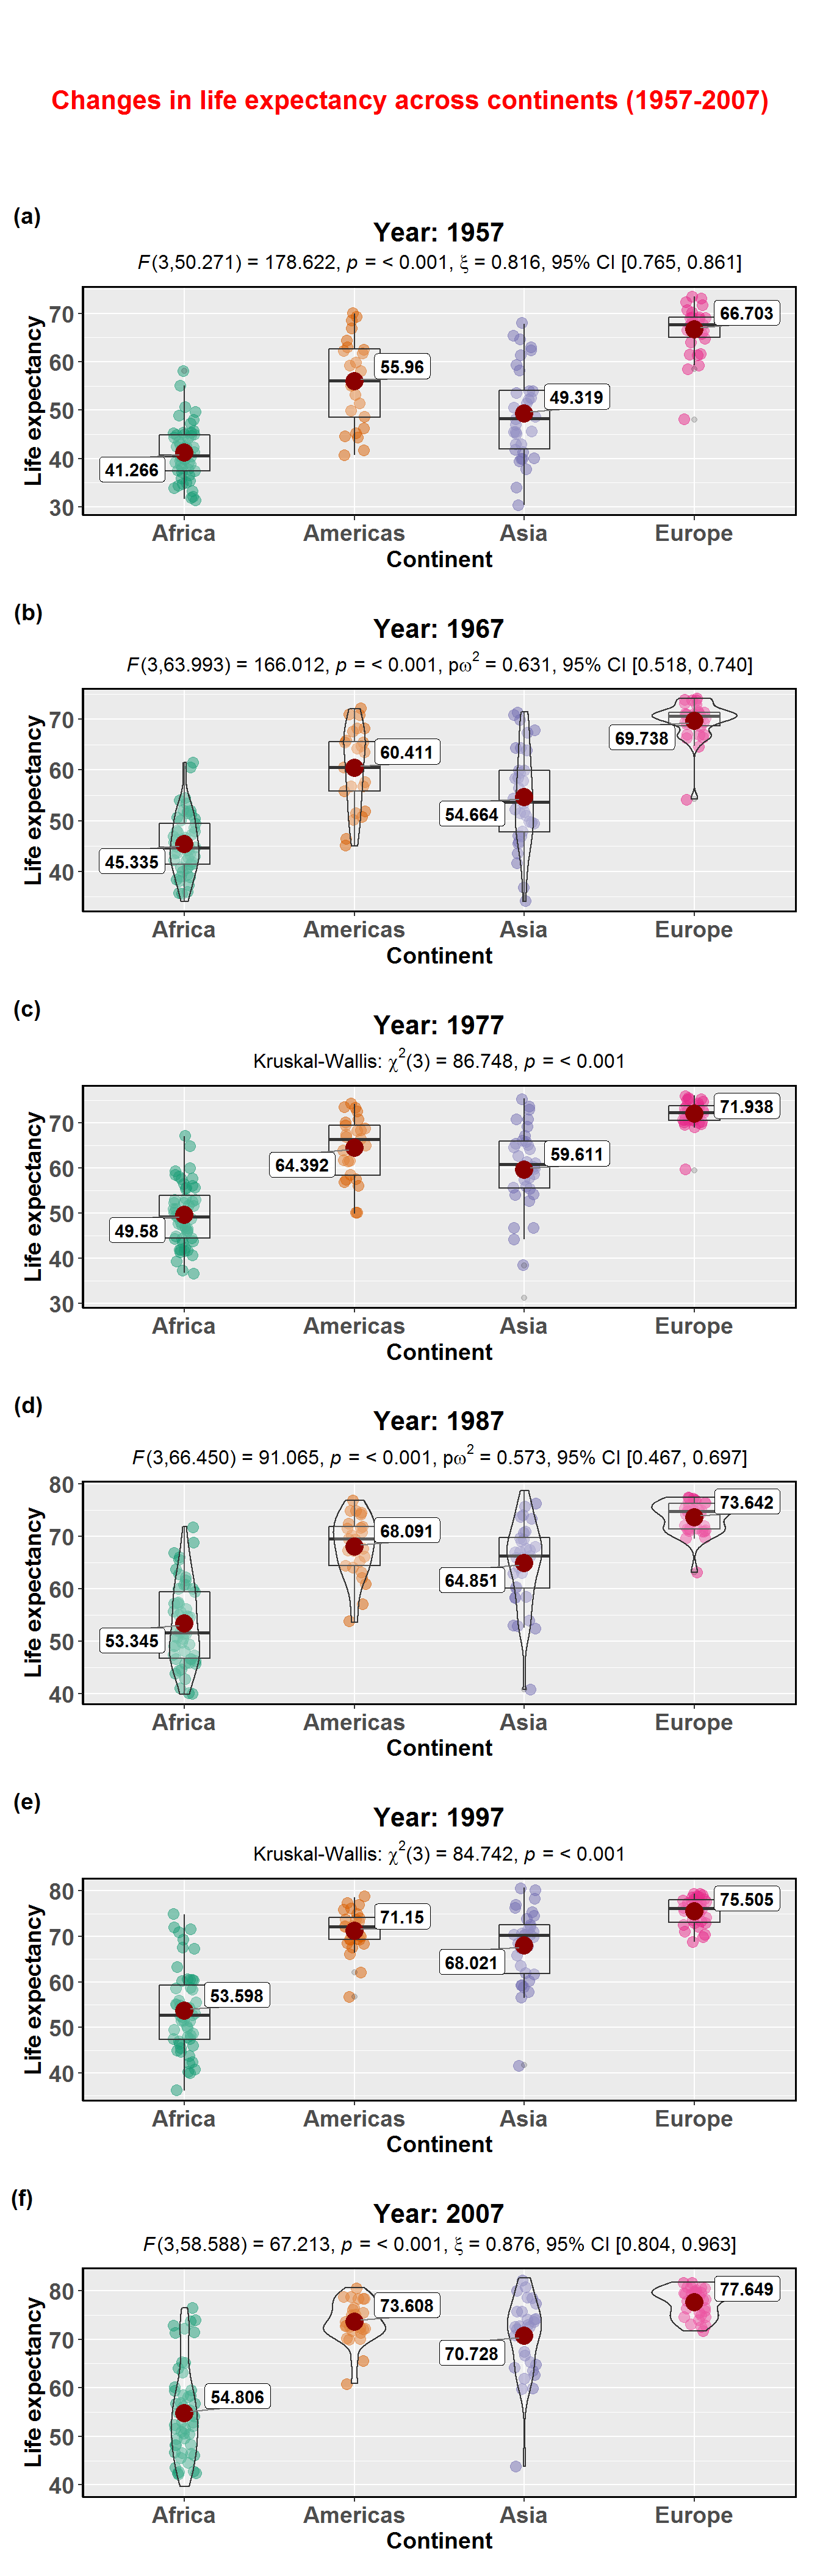 Changes in life expectancy across continents (1957-2007)
(a)
Year: 1957
F(3,50.271) = 178.622, p = < 0.001, ξ = 0.816, 95% CI [0.765, 0.861]
Life expectancy
70
60
50
40
30
41.266
55.96
49.319
66.703
Africa Americas Asia Europe
Continent
(b)
Year: 1967
F(3,63.993) = 166.012, p = < 0.001, pω² = 0.631, 95% CI [0.518, 0.740]
Life expectancy
70
60
50
40
45.335
60.411
54.664
69.738
Africa Americas Asia Europe
Continent
(c)
Year: 1977
Kruskal-Wallis: χ²(3) = 86.748, p = < 0.001
Life expectancy
70
60
50
40
30
49.58
64.392
59.611
71.938
Africa Americas Asia Europe
Continent
(d)
Year: 1987
F(3,66.450) = 91.065, p = < 0.001, pω² = 0.573, 95% CI [0.467, 0.697]
Life expectancy
80
70
60
50
40
53.345
68.091
64.851
73.642
Africa Americas Asia Europe
Continent
(e)
Year: 1997
Kruskal-Wallis: χ²(3) = 84.742, p = < 0.001
Life expectancy
80
70
60
50
40
53.598
71.15
68.021
75.505
Africa Americas Asia Europe
Continent
(f)
Year: 2007
F(3,58.588) = 67.213, p = < 0.001, ξ = 0.876, 95% CI [0.804, 0.963]
Life expectancy
80
70
60
50
40
54.806
73.608
70.728
77.649
Africa Americas Asia Europe
Continent